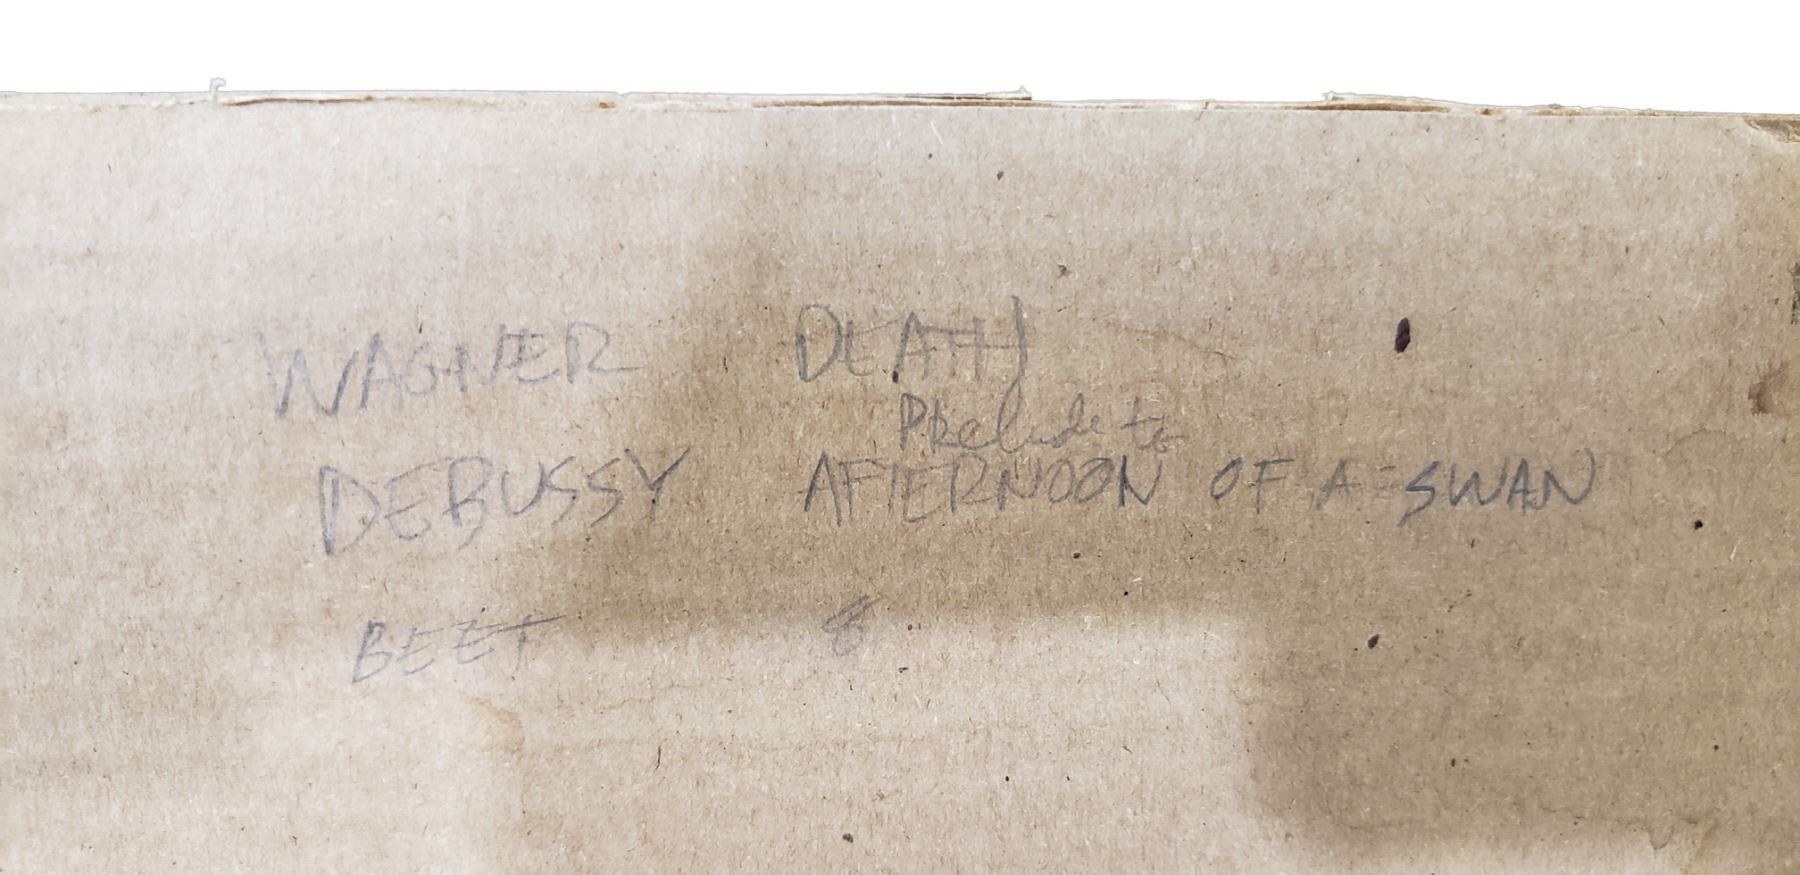 WAGNER DEATH
Prelude to
DEBUSSY AFTERNOON OF A SWAN
BEET 8